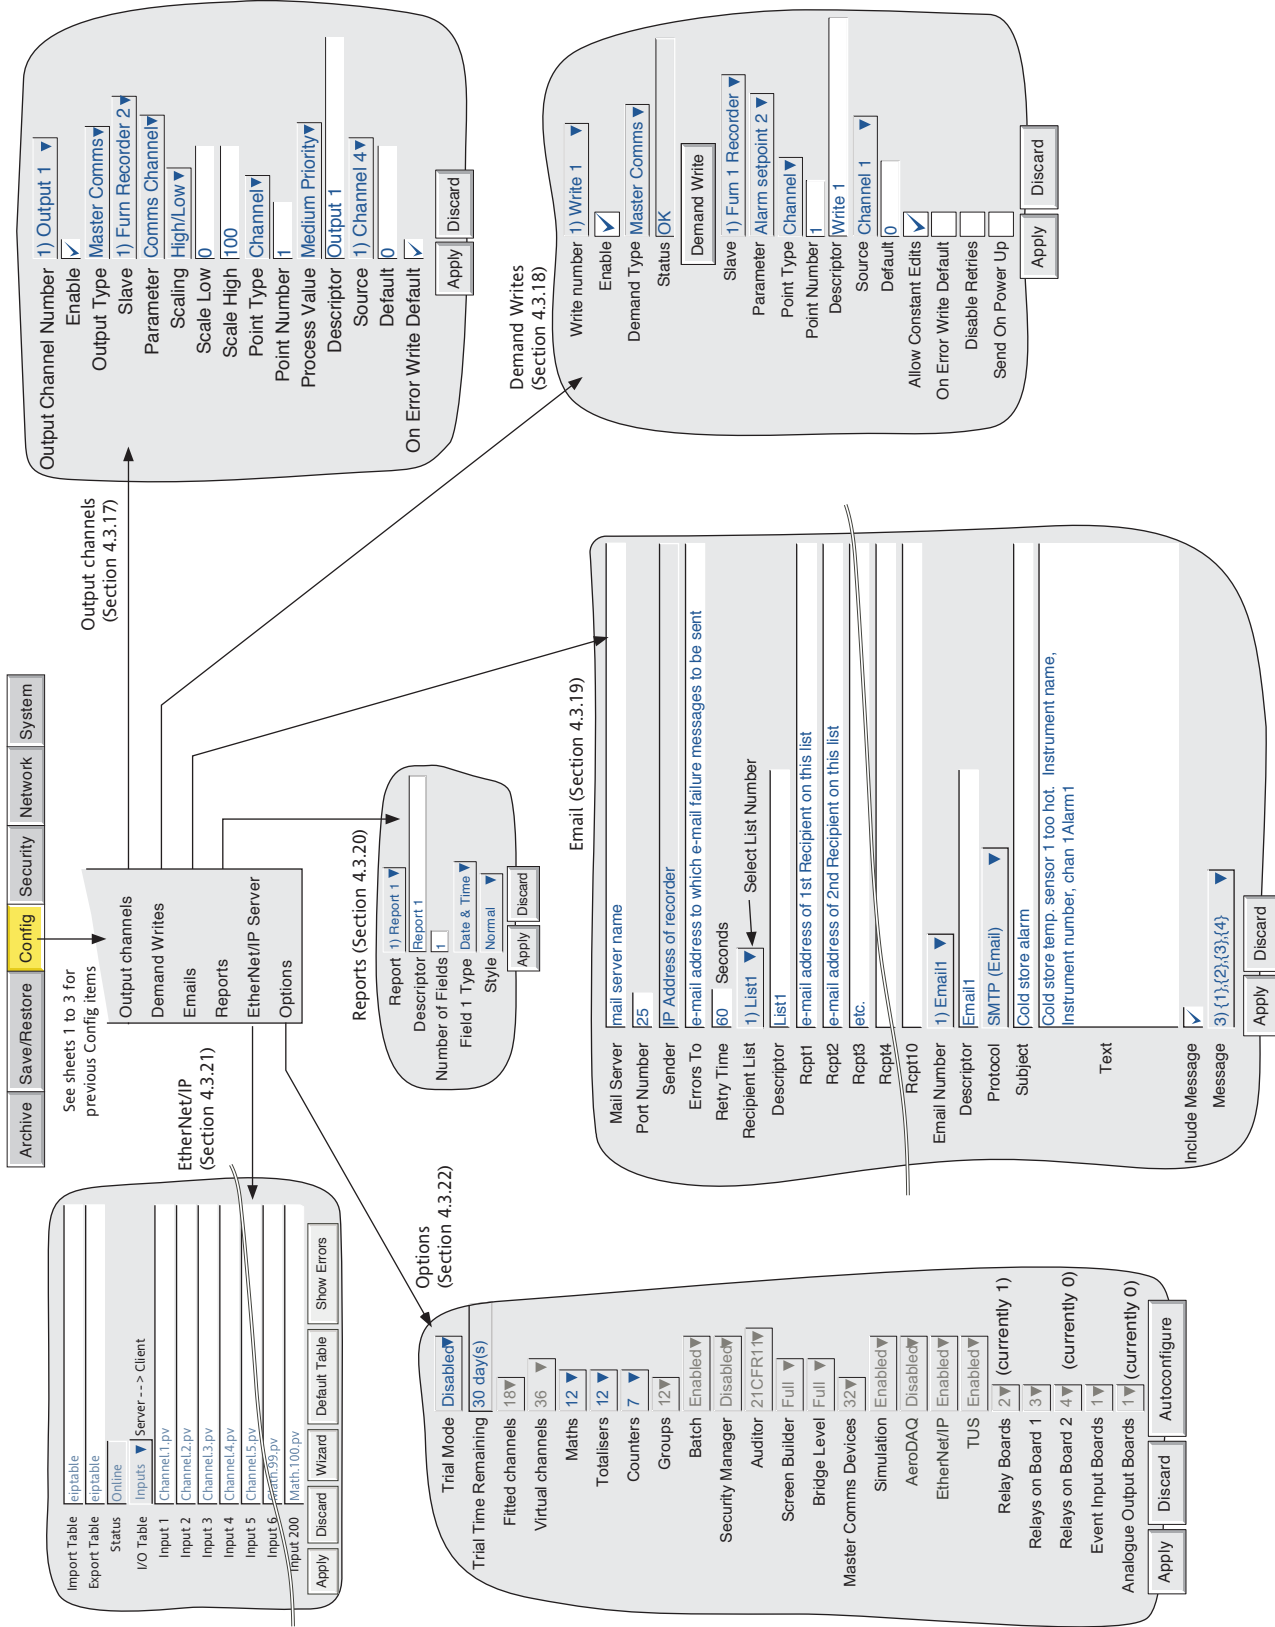 Archive Save/Restore Config Security Network System
See sheets 1 to 3 for
previous Config items
Output channels
Demand Writes
Emails
Reports
EtherNet/IP Server
Options
EtherNet/IP
(Section 4.3.21)
Import Table eiptable
Export Table eiptable
Status Online
I/O Table Inputs ▼ Server --> Client
Input 1 Channel.1.pv
Input 2 Channel.2.pv
Input 3 Channel.3.pv
Input 4 Channel.4.pv
Input 5 Channel.5.pv
Input 6 Math.99.pv
Input 200 Math.100.pv
Apply Discard Wizard Default Table Show Errors
Output channels
(Section 4.3.17)
Output Channel Number 1) Output 1 ▼
Enable ✓
Output Type Master Comms▼
Slave 1) Furn Recorder 2▼
Parameter Comms Channel▼
Scaling High/Low▼
Scale Low 0
Scale High 100
Point Type Channel▼
Point Number 1
Process Value Medium Priority▼
Descriptor Output 1
Source 1) Channel 4▼
Default 0
On Error Write Default ✓
Apply Discard
Reports (Section 4.3.20)
Report 1) Report 1 ▼
Descriptor Report 1
Number of Fields 1
Field 1 Type Date & Time ▼
Style Normal ▼
Apply Discard
Options
(Section 4.3.22)
Trial Mode Disabled▼
Trial Time Remaining 30 day(s)
Fitted channels 18▼
Virtual channels 36 ▼
Maths 12 ▼
Totalisers 12 ▼
Counters 7 ▼
Groups 12▼
Batch Enabled▼
Security Manager Disabled▼
Auditor 21CFR11▼
Screen Builder Full ▼
Bridge Level Full ▼
Master Comms Devices 32▼
Simulation Enabled▼
AeroDAQ Disabled▼
EtherNet/IP Enabled▼
TUS Enabled▼
Relay Boards 2▼ (currently 1)
Relays on Board 1 3▼
Relays on Board 2 4▼ (currently 0)
Event Input Boards 1▼
Analogue Output Boards 1▼ (currently 0)
Apply Discard Autoconfigure
Demand Writes
(Section 4.3.18)
Write number 1) Write 1 ▼
Enable ✓
Demand Type Master Comms ▼
Status OK
Demand Write
Slave 1) Furn 1 Recorder ▼
Parameter Alarm setpoint 2 ▼
Point Type Channel▼
Point Number 1
Descriptor Write 1
Source Channel 1 ▼
Default 0
Allow Constant Edits ✓
On Error Write Default
Disable Retries
Send On Power Up
Apply Discard
Email (Section 4.3.19)
Mail Server mail server name
Port Number 25
Sender IP Address of recorder
Errors To e-mail address to which e-mail failure messages to be sent
Retry Time 60 Seconds
Recipient List 1) List1 ▼ Select List Number
Descriptor List1
Rcpt1 e-mail address of 1st Recipient on this list
Rcpt2 e-mail address of 2nd Recipient on this list
Rcpt3 etc.
Rcpt4
Rcpt10
Email Number 1) Email1 ▼
Descriptor Email1
Protocol SMTP (Email) ▼
Subject Cold store alarm
Text Cold store temp. sensor 1 too hot. Instrument name,
Instrument number, chan 1Alarm1
Include Message ✓
Message 3) {1},{2},{3},{4} ▼
Apply Discard